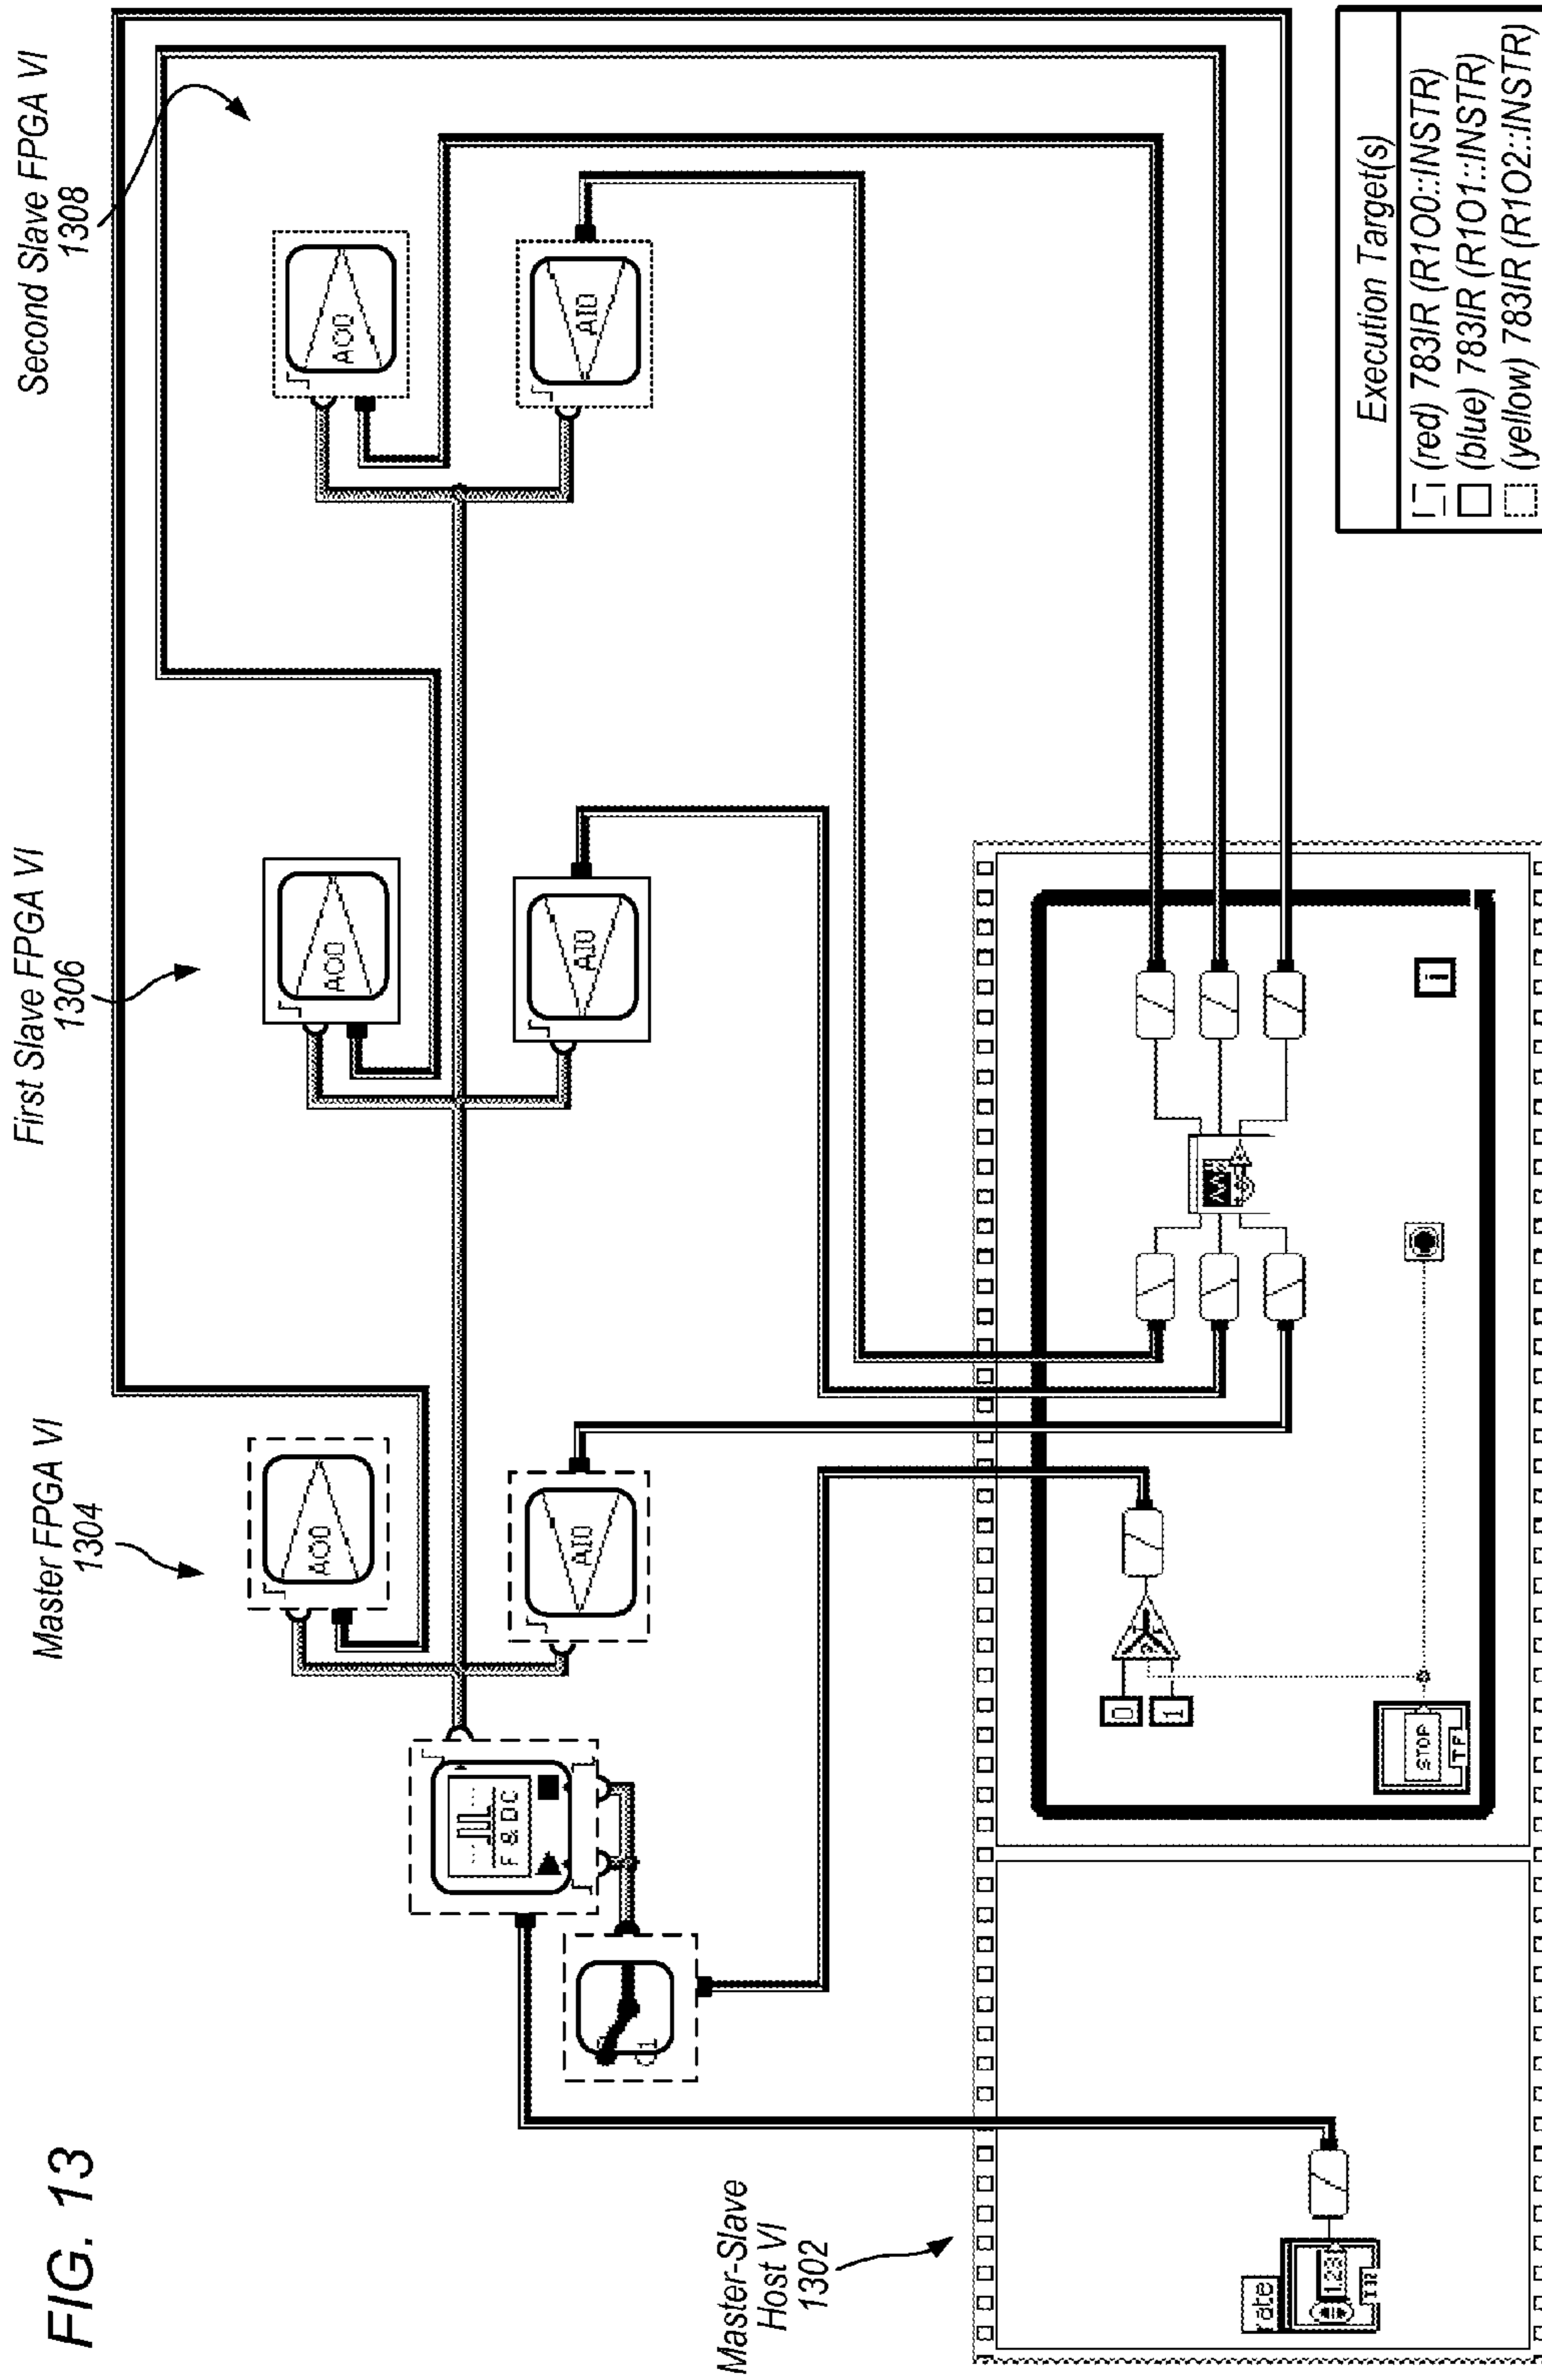 FIG. 13
Master FPGA VI
1304
First Slave FPGA VI
1306
Second Slave FPGA VI
1308
AO0
AO0
AO0
F & DC
AI0
AI0
AI0
Master-Slave
Host VI
1302
0
1
STOP
TF
i
rate
1.23
Execution Target(s)
(red) 783IR (R1O0::INSTR)
(blue) 783IR (R1O1::INSTR)
(yellow) 783IR (R1O2::INSTR)